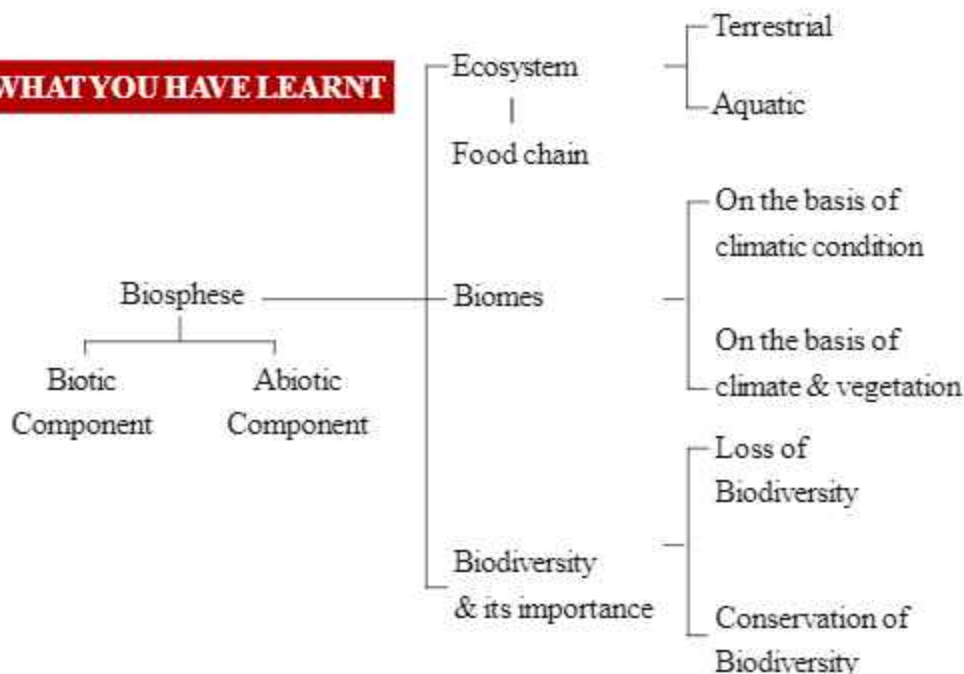 WHAT YOU HAVE LEARNT
Terrestrial
Ecosystem
Aquatic
Food chain
On the basis of
climatic condition
Biosphese
Biomes
On the basis of
climate & vegetation
Biotic
Component
Abiotic
Component
Loss of
Biodiversity
Biodiversity
& its importance
Conservation of
Biodiversity